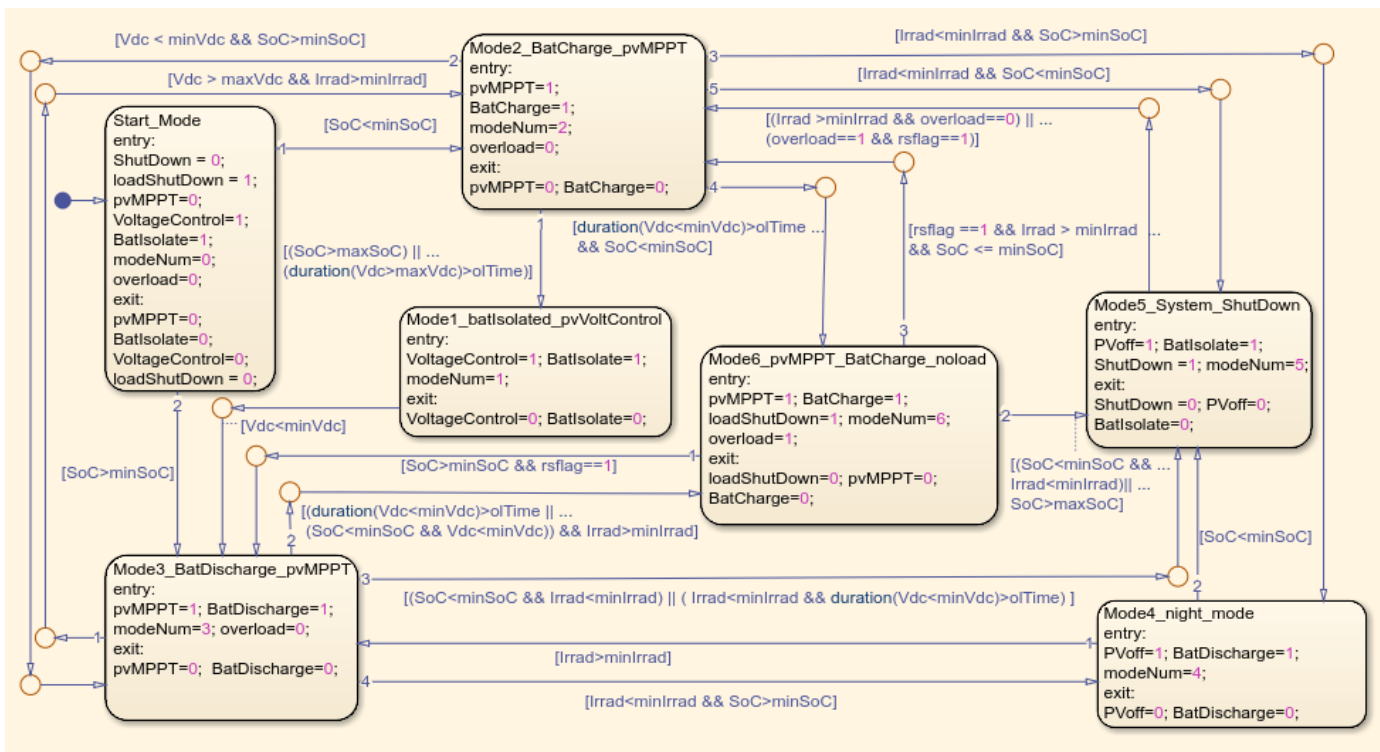 [Vdc < minVdc && SoC>minSoC]
2
[Vdc > maxVdc && Irrad>minIrrad]
Start_Mode
entry:
ShutDown = 0;
loadShutDown = 1;
pvMPPT=0;
VoltageControl=1;
BatIsolate=1;
modeNum=0;
overload=0;
exit:
pvMPPT=0;
BatIsolate=0;
VoltageControl=0;
loadShutDown = 0;
1
[SoC<minSoC]
2
[SoC>minSoC]
Mode2_BatCharge_pvMPPT
entry:
pvMPPT=1;
BatCharge=1;
modeNum=2;
overload=0;
exit:
pvMPPT=0; BatCharge=0;
3
[Irrad<minIrrad && SoC>minSoC]
5
[Irrad<minIrrad && SoC<minSoC]
[(Irrad >minIrrad && overload==0) || ...
(overload==1 && rsflag==1)]
4
[duration(Vdc<minVdc)>olTime ...
&& SoC<minSoC]
[rsflag ==1 && Irrad > minIrrad ...
&& SoC <= minSoC]
1
[(SoC>maxSoC) || ...
(duration(Vdc>maxVdc)>olTime)]
Mode1_batIsolated_pvVoltControl
entry:
VoltageControl=1; BatIsolate=1;
modeNum=1;
exit:
VoltageControl=0; BatIsolate=0;
[Vdc<minVdc]
3
Mode6_pvMPPT_BatCharge_noload
entry:
pvMPPT=1; BatCharge=1;
loadShutDown=1; modeNum=6;
overload=1;
exit:
loadShutDown=0; pvMPPT=0;
BatCharge=0;
1
[SoC>minSoC && rsflag==1]
2
[(SoC<minSoC && ...
Irrad<minIrrad)|| ...
SoC>maxSoC]
Mode5_System_ShutDown
entry:
PVoff=1; BatIsolate=1;
ShutDown =1; modeNum=5;
exit:
ShutDown =0; PVoff=0;
BatIsolate=0;
[(duration(Vdc<minVdc)>olTime || ...
(SoC<minSoC && Vdc<minVdc)) && Irrad>minIrrad]
2
[SoC<minSoC]
2
Mode3_BatDischarge_pvMPPT
entry:
pvMPPT=1; BatDischarge=1;
modeNum=3; overload=0;
exit:
pvMPPT=0; BatDischarge=0;
1
3
[(SoC<minSoC && Irrad<minIrrad) || ( Irrad<minIrrad && duration(Vdc<minVdc)>olTime) ]
1
[Irrad>minIrrad]
4
[Irrad<minIrrad && SoC>minSoC]
Mode4_night_mode
entry:
PVoff=1; BatDischarge=1;
modeNum=4;
exit:
PVoff=0; BatDischarge=0;